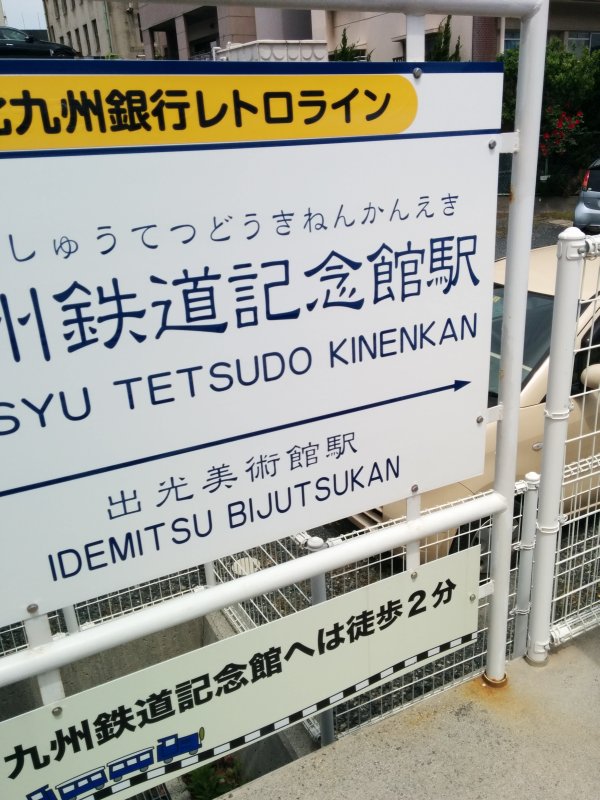 北九州銀行レトロライン
しゅうてつどうきねんかんえき
州鉄道記念館駅
SYU TETSUDO KINENKAN
出光美術館駅
IDEMITSU BIJUTSUKAN
九州鉄道記念館へは徒歩2分